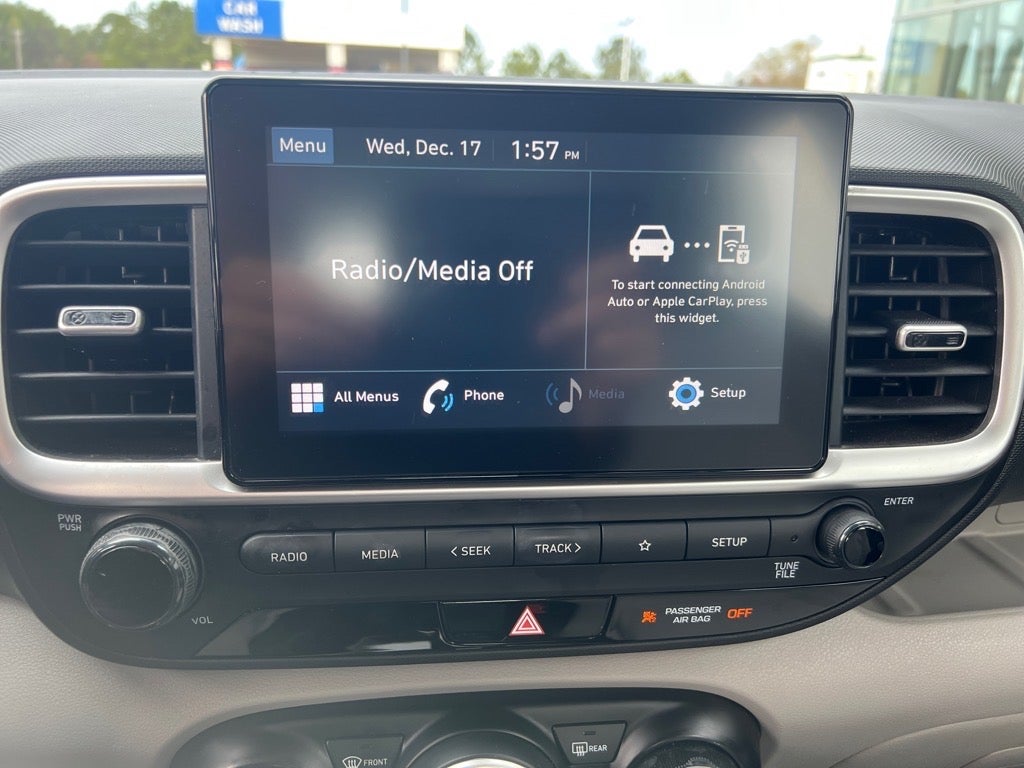 CAR
WASH
Menu Wed, Dec. 17 1:57 PM
Radio/Media Off
To start connecting Android
Auto or Apple CarPlay, press
this widget.
All Menus Phone Media Setup
PWR
PUSH
VOL
RADIO MEDIA < SEEK TRACK > SETUP
ENTER
TUNE
FILE
PASSENGER
AIR BAG OFF
FRONT REAR